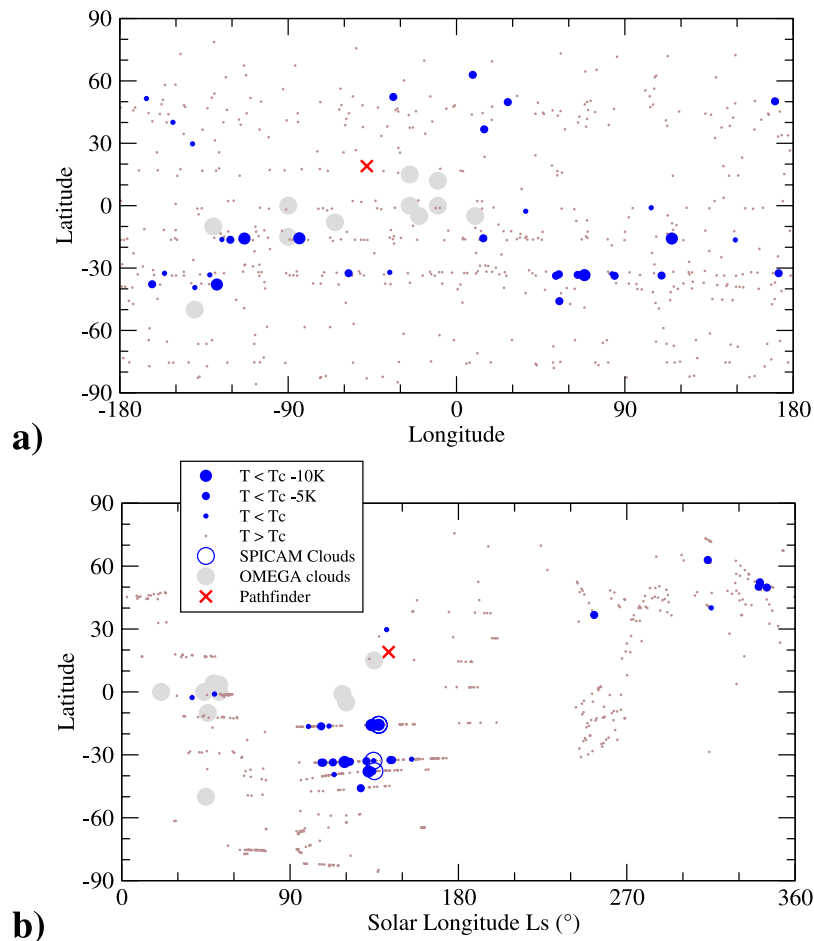 90
60
30
0
-30
-60
-90
Latitude
-180
-90
0
90
180
Longitude
a)
T < Tc -10K
T < Tc -5K
T < Tc
T > Tc
SPICAM Clouds
OMEGA clouds
Pathfinder
90
60
30
0
-30
-60
-90
Latitude
0
90
180
270
360
Solar Longitude Ls (°)
b)